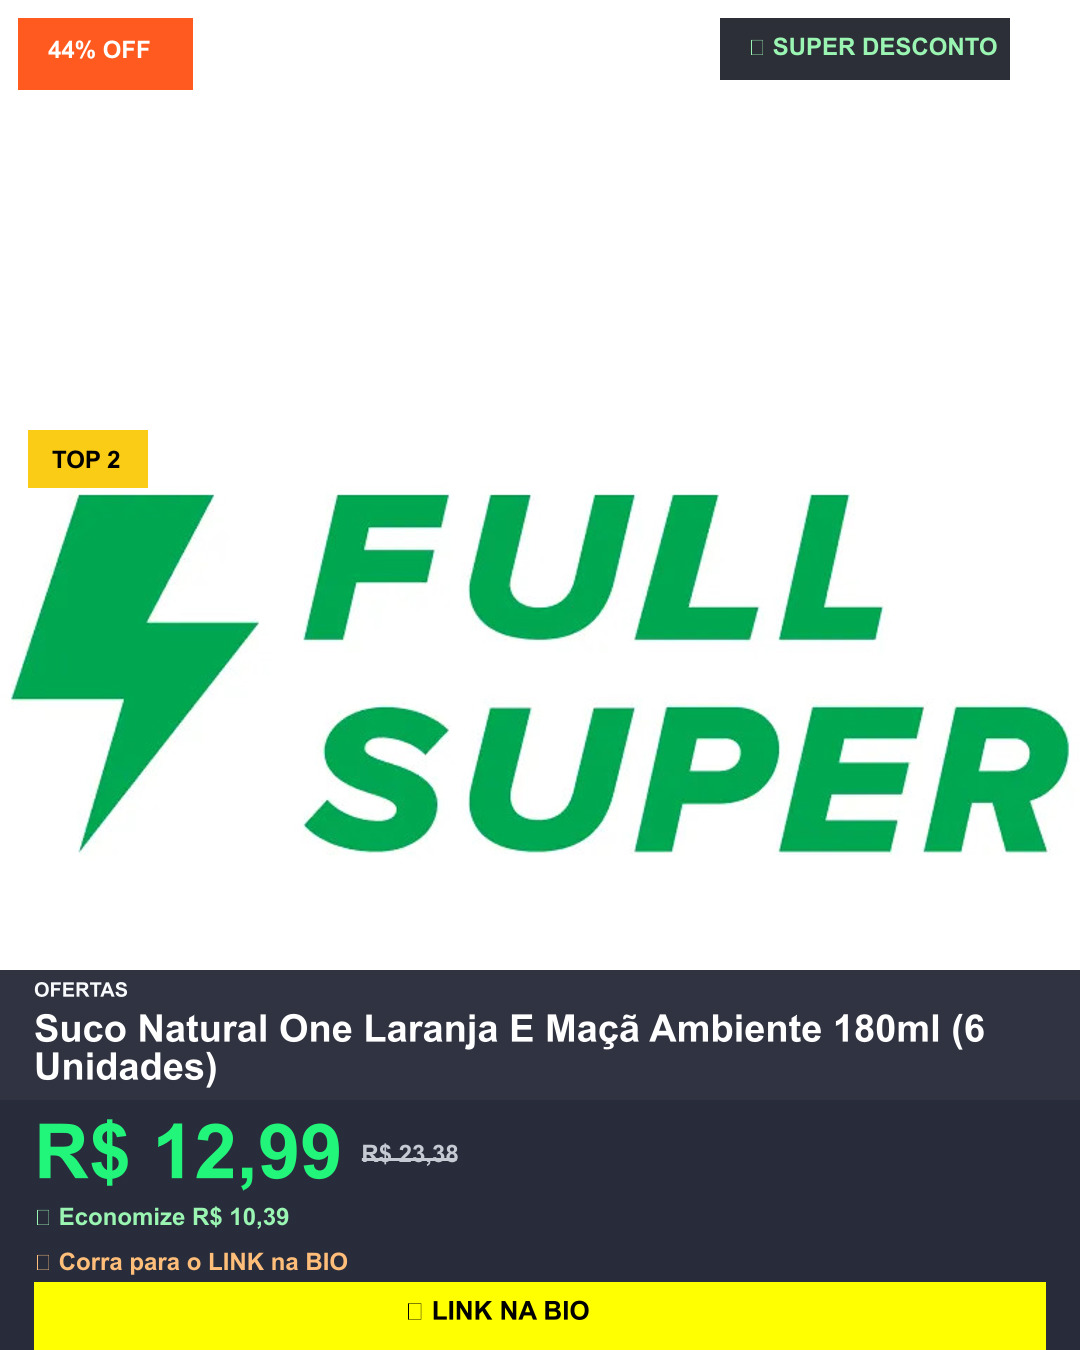 44% OFF
SUPER DESCONTO
TOP 2
FULL
SUPER
OFERTAS
Suco Natural One Laranja E Maçã Ambiente 180ml (6
Unidades)
R$ 12,99 R$ 23,38
Economize R$ 10,39
Corra para o LINK na BIO
LINK NA BIO